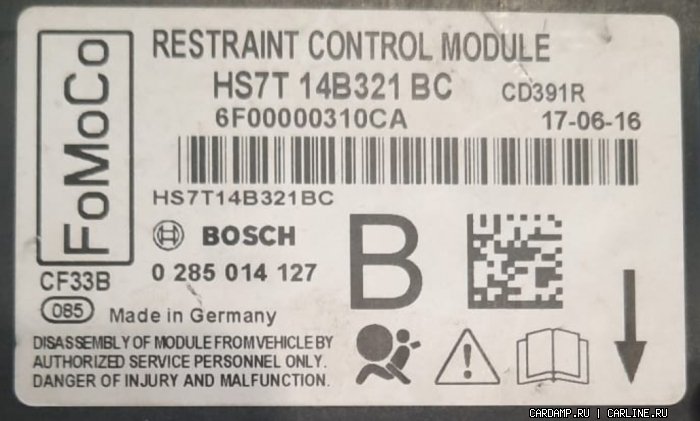 FoMoCo
RESTRAINT CONTROL MODULE
HS7T 14B321 BC CD391R
6F00000310CA 17-06-16
HS7T14B321BC
BOSCH
B
CF33B
0 285 014 127
085
Made in Germany
DISASSEMBLY OF MODULE FROM VEHICLE BY
AUTHORIZED SERVICE PERSONNEL ONLY.
DANGER OF INJURY AND MALFUNCTION.
CARDAMP.RU | CARLINE.RU